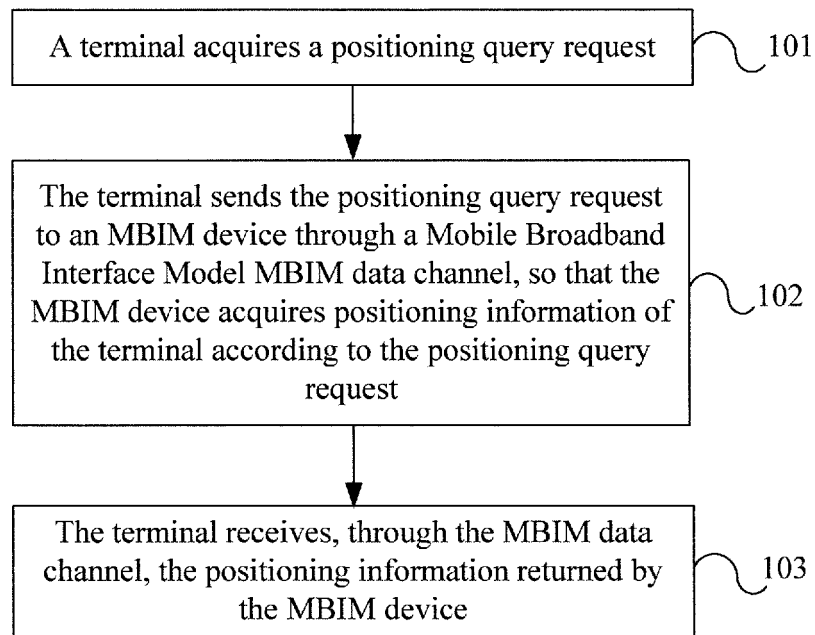 A terminal acquires a positioning query request
101
The terminal sends the positioning query request
to an MBIM device through a Mobile Broadband
Interface Model MBIM data channel, so that the
MBIM device acquires positioning information of
the terminal according to the positioning query
request
102
The terminal receives, through the MBIM data
channel, the positioning information returned by
the MBIM device
103